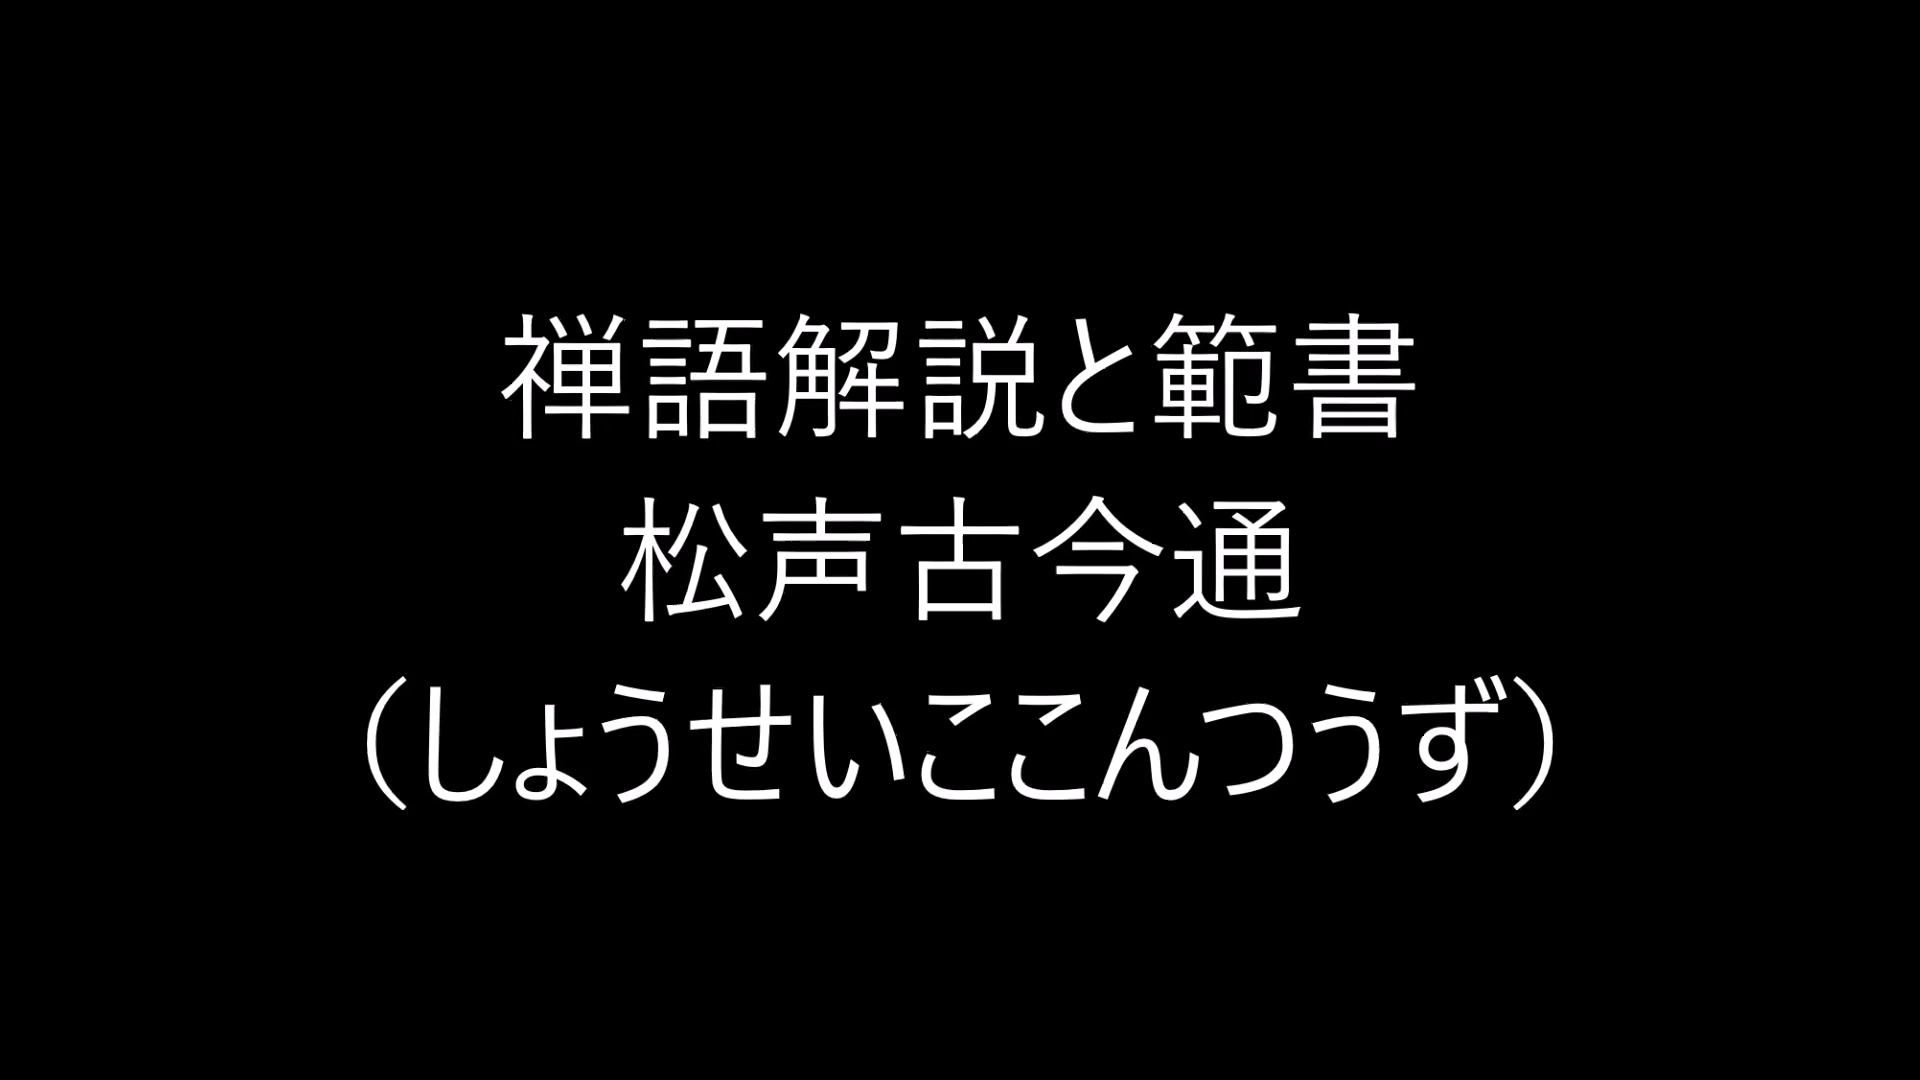 禅語解説と範書
松声古今通
（しょうせいここんつうず）